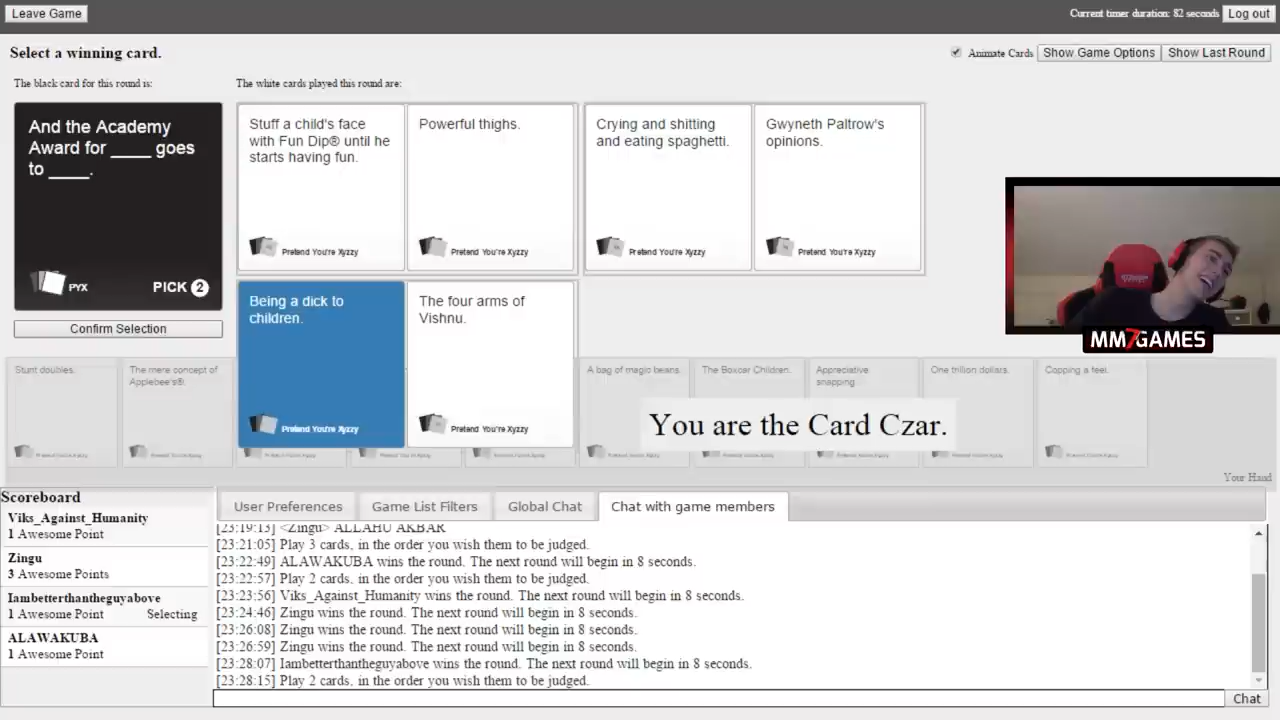 Leave Game
Current timer duration: 82 seconds
Log out
Select a winning card.
Animate Cards
Show Game Options
Show Last Round
The black card for this round is:
The white cards played this round are:
And the Academy
Award for ____ goes
to ____.
PYX
PICK 2
Confirm Selection
Stuff a child's face
with Fun Dip® until he
starts having fun.
Pretend You're Xyzzy
Powerful thighs.
Pretend You're Xyzzy
Crying and shitting
and eating spaghetti.
Pretend You're Xyzzy
Gwyneth Paltrow's
opinions.
Pretend You're Xyzzy
Being a dick to
children.
Pretend You're Xyzzy
The four arms of
Vishnu.
Pretend You're Xyzzy
MM7GAMES
Stunt doubles.
The mere concept of
Applebee's®.
A bag of magic beans.
The Boxcar Children.
Appreciative
snapping.
One trillion dollars.
Copping a feel.
You are the Card Czar.
Your Hand
Scoreboard
Viks_Against_Humanity
1 Awesome Point
Zingu
3 Awesome Points
Iambetterthantheguyabove
1 Awesome Point
Selecting
ALAWAKUBA
1 Awesome Point
User Preferences
Game List Filters
Global Chat
Chat with game members
[23:19:13] <Zingu> ALLAHU AKBAR
[23:21:05] Play 3 cards, in the order you wish them to be judged.
[23:22:49] ALAWAKUBA wins the round. The next round will begin in 8 seconds.
[23:22:57] Play 2 cards, in the order you wish them to be judged.
[23:23:56] Viks_Against_Humanity wins the round. The next round will begin in 8 seconds.
[23:24:46] Zingu wins the round. The next round will begin in 8 seconds.
[23:26:08] Zingu wins the round. The next round will begin in 8 seconds.
[23:26:59] Zingu wins the round. The next round will begin in 8 seconds.
[23:28:07] Iambetterthantheguyabove wins the round. The next round will begin in 8 seconds.
[23:28:15] Play 2 cards, in the order you wish them to be judged.
Chat